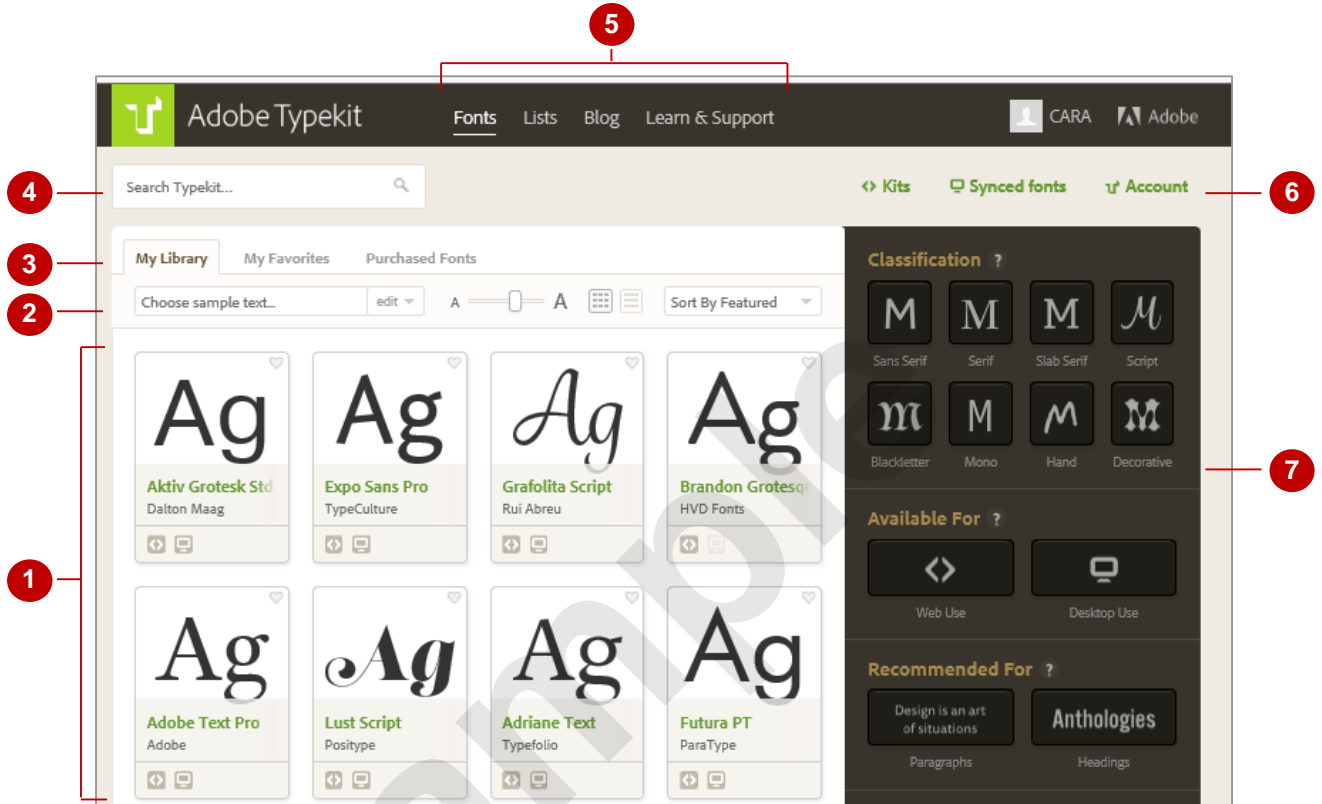 5
Adobe Typekit
Fonts Lists Blog Learn & Support
CARA Adobe
4
Search Typekit...
Kits Synced fonts Account
6
3
My Library My Favorites Purchased Fonts
Classification ?
2
Choose sample text... edit
A A
Sort By Featured
M M M M
Sans Serif Serif Slab Serif Script
M M M M
Blackletter Mono Hand Decorative
7
1
Ag Ag Ag Ag
Aktiv Grotesk Std Expo Sans Pro Grafolita Script Brandon Grotesq
Dalton Maag TypeCulture Rui Abreu HVD Fonts
Available For ?
Web Use Desktop Use
Ag Ag Ag Ag
Adobe Text Pro Lust Script Adriane Text Futura PT
Adobe Positype Typefolio ParaType
Recommended For ?
Design is an art
of situations
Anthologies
Paragraphs Headings